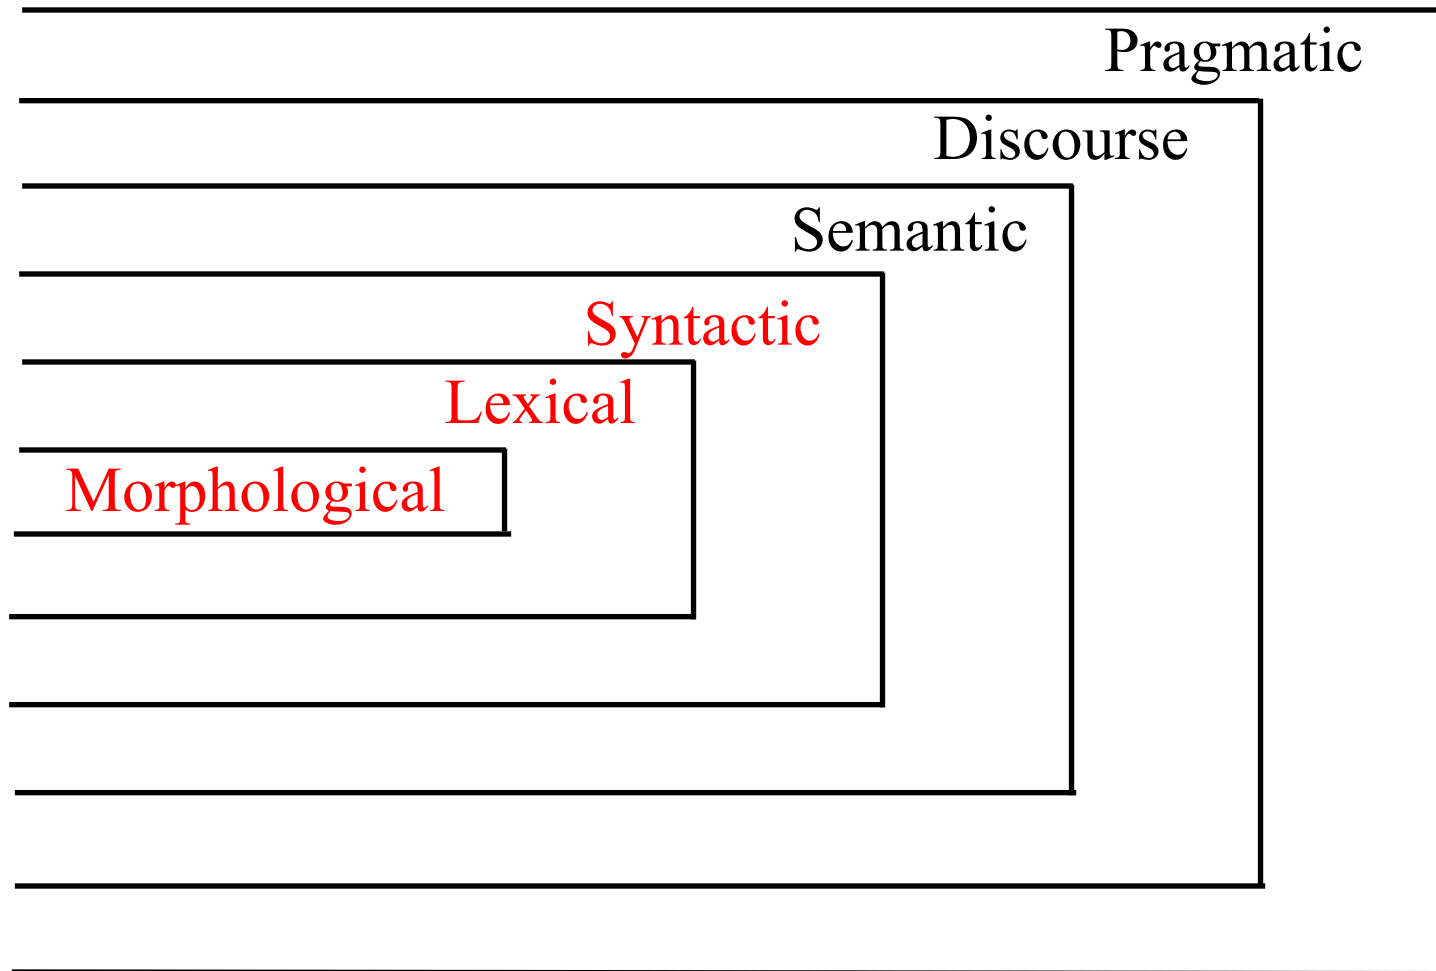 Pragmatic
Discourse
Semantic
Syntactic
Lexical
Morphological